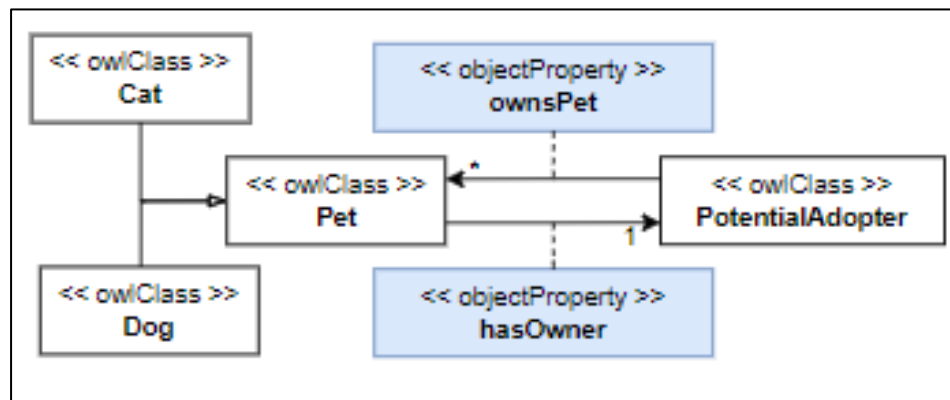 << owlClass >>
Cat
<< objectProperty >>
ownsPet
<< owlClass >>
Pet
*
<< owlClass >>
PotentialAdopter
1
<< owlClass >>
Dog
<< objectProperty >>
hasOwner